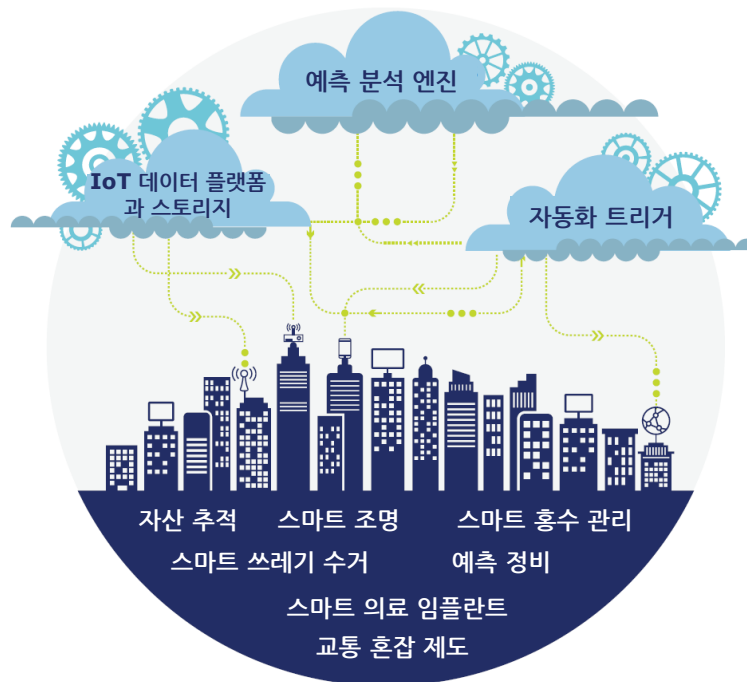 예측 분석 엔진
IoT 데이터 플랫폼
과 스토리지
자동화 트리거
자산 추적
스마트 조명
스마트 홍수 관리
스마트 쓰레기 수거
예측 정비
스마트 의료 임플란트
교통 혼잡 제도